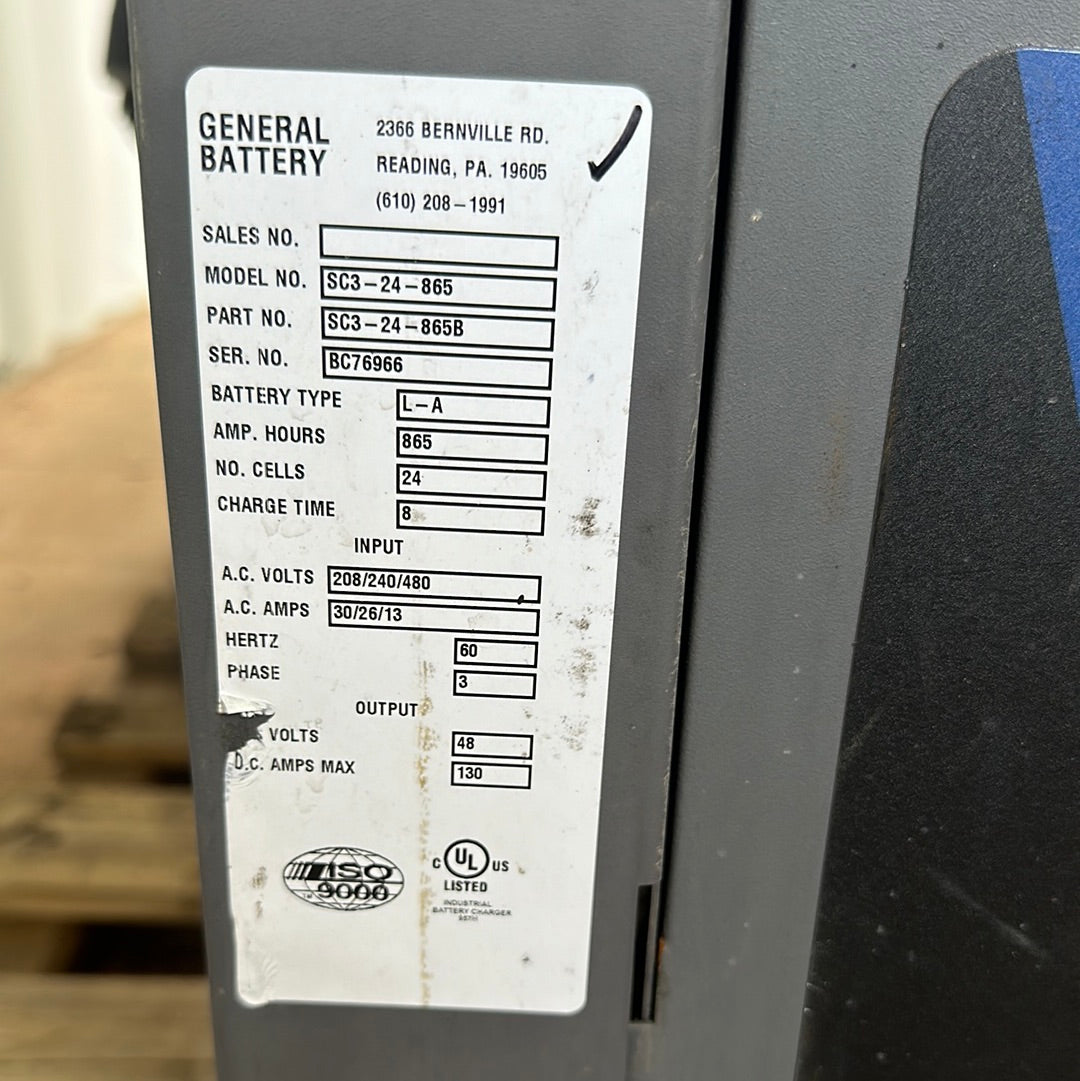 GENERAL
BATTERY
2366 BERNVILLE RD.
READING, PA. 19605
(610) 208-1991
SALES NO.
MODEL NO. SC3-24-865
PART NO. SC3-24-865B
SER. NO. BC76966
BATTERY TYPE L-A
AMP. HOURS 865
NO. CELLS 24
CHARGE TIME 8
INPUT
A.C. VOLTS 208/240/480
A.C. AMPS 30/26/13
HERTZ 60
PHASE 3
OUTPUT
VOLTS 48
D.C. AMPS MAX 130
ISO
9000
C UL US
LISTED
INDUSTRIAL
BATTERY CHARGER